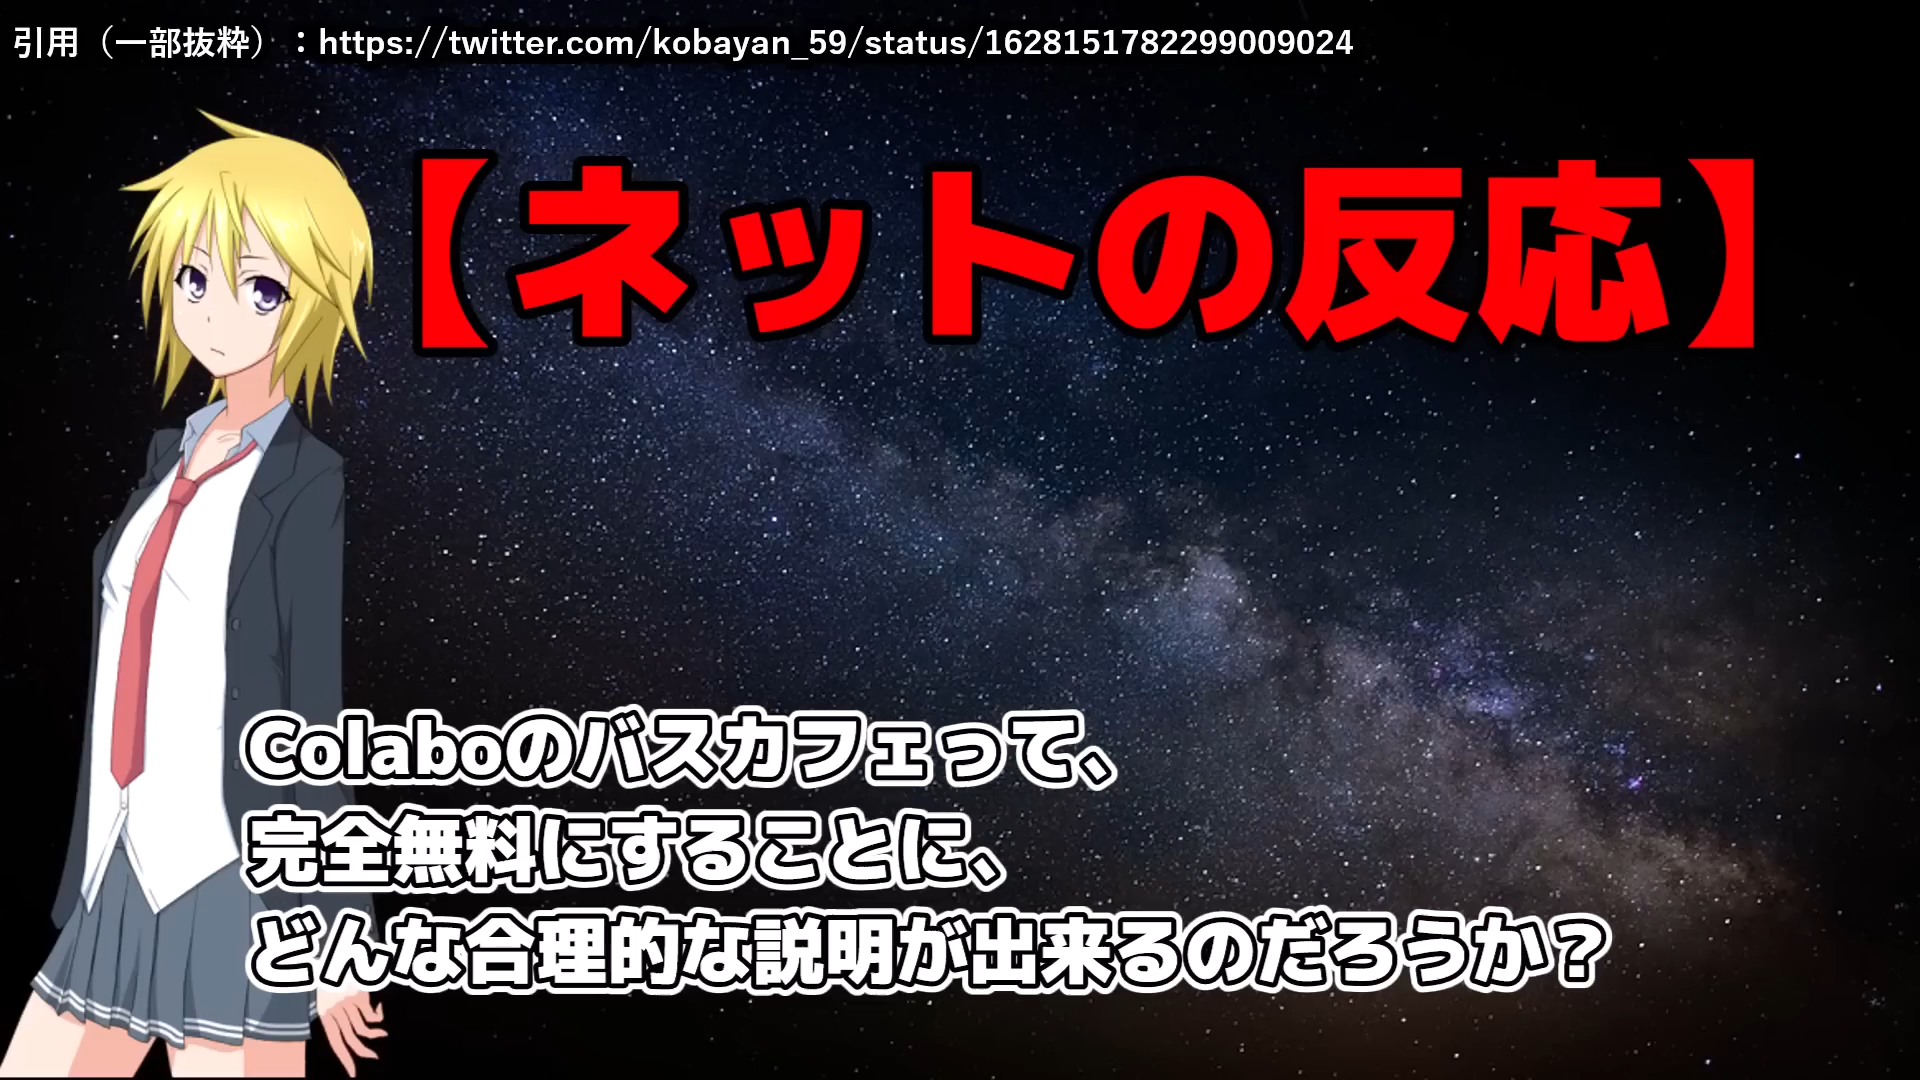 引用（一部抜粋）：https://twitter.com/kobayan_59/status/1628151782299009024
【ネットの反応】
Colaboのバスカフェって、
完全無料にすることに、
どんな合理的な説明が出来るのだろうか？